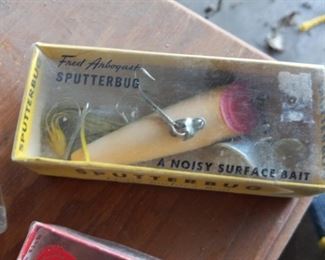 Fred Arbogast
SPUTTERBUG
SPUTTERBUG
A NOISY SURFACE BAIT
SPUTTERBUG